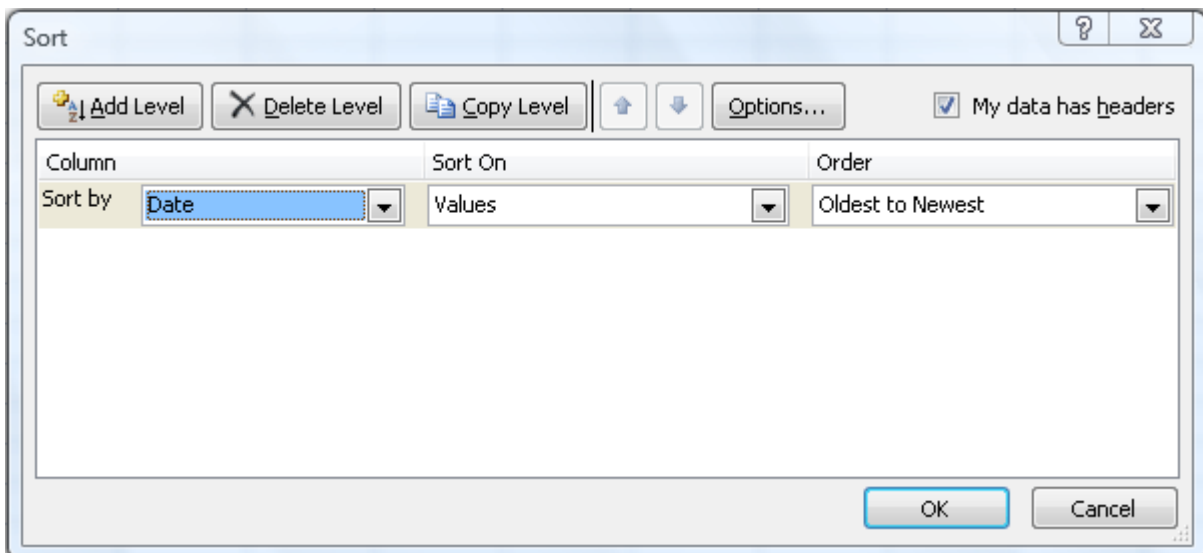 Sort
Add Level Delete Level Copy Level Options... My data has headers
Column Sort On Order
Sort by Date Values Oldest to Newest
OK Cancel